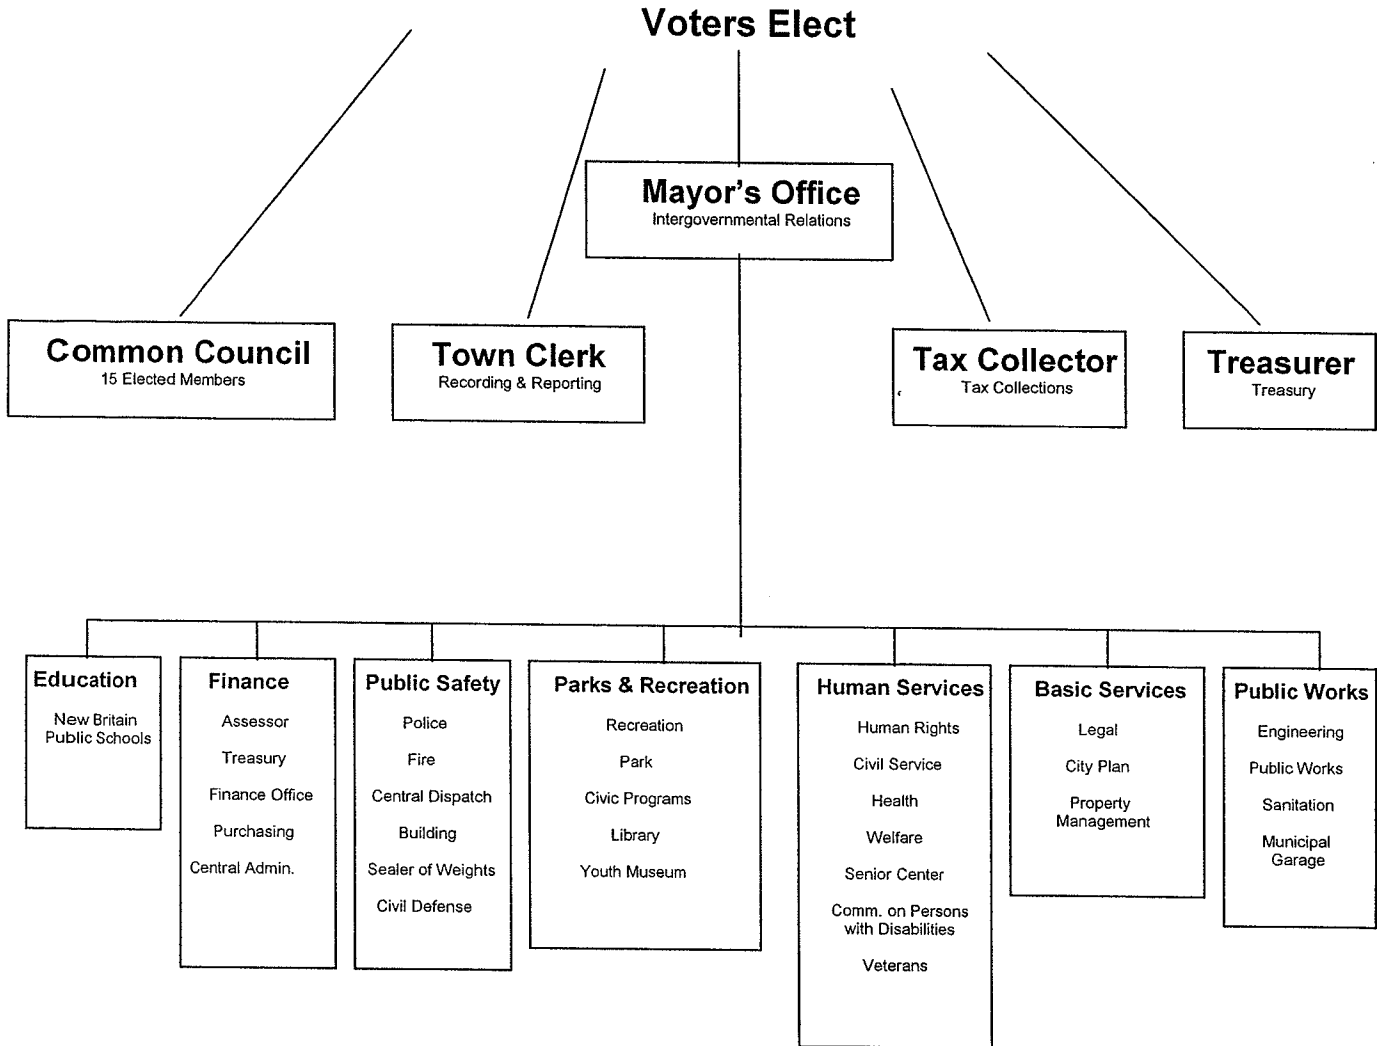 Voters Elect
Mayor's Office
Intergovernmental Relations
Common Council
15 Elected Members
Town Clerk
Recording & Reporting
Tax Collector
Tax Collections
Treasurer
Treasury
Education
New Britain
Public Schools
Finance
Assessor
Treasury
Finance Office
Purchasing
Central Admin.
Public Safety
Police
Fire
Central Dispatch
Building
Sealer of Weights
Civil Defense
Parks & Recreation
Recreation
Park
Civic Programs
Library
Youth Museum
Human Services
Human Rights
Civil Service
Health
Welfare
Senior Center
Comm. on Persons
with Disabilities
Veterans
Basic Services
Legal
City Plan
Property
Management
Public Works
Engineering
Public Works
Sanitation
Municipal
Garage